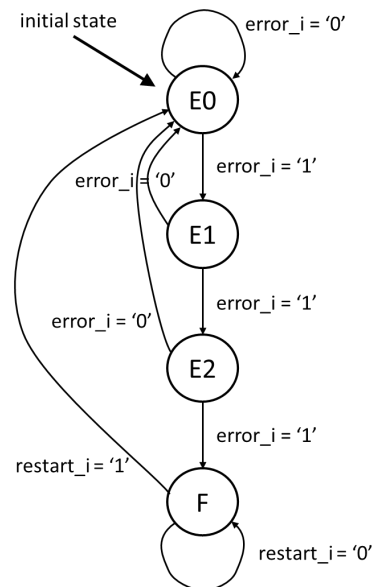 initial state
error_i = ‘0’
E0
error_i = ‘1’
error_i = ‘0’
E1
error_i = ‘1’
error_i = ‘0’
E2
error_i = ‘1’
restart_i = ‘1’
F
restart_i = ‘0’